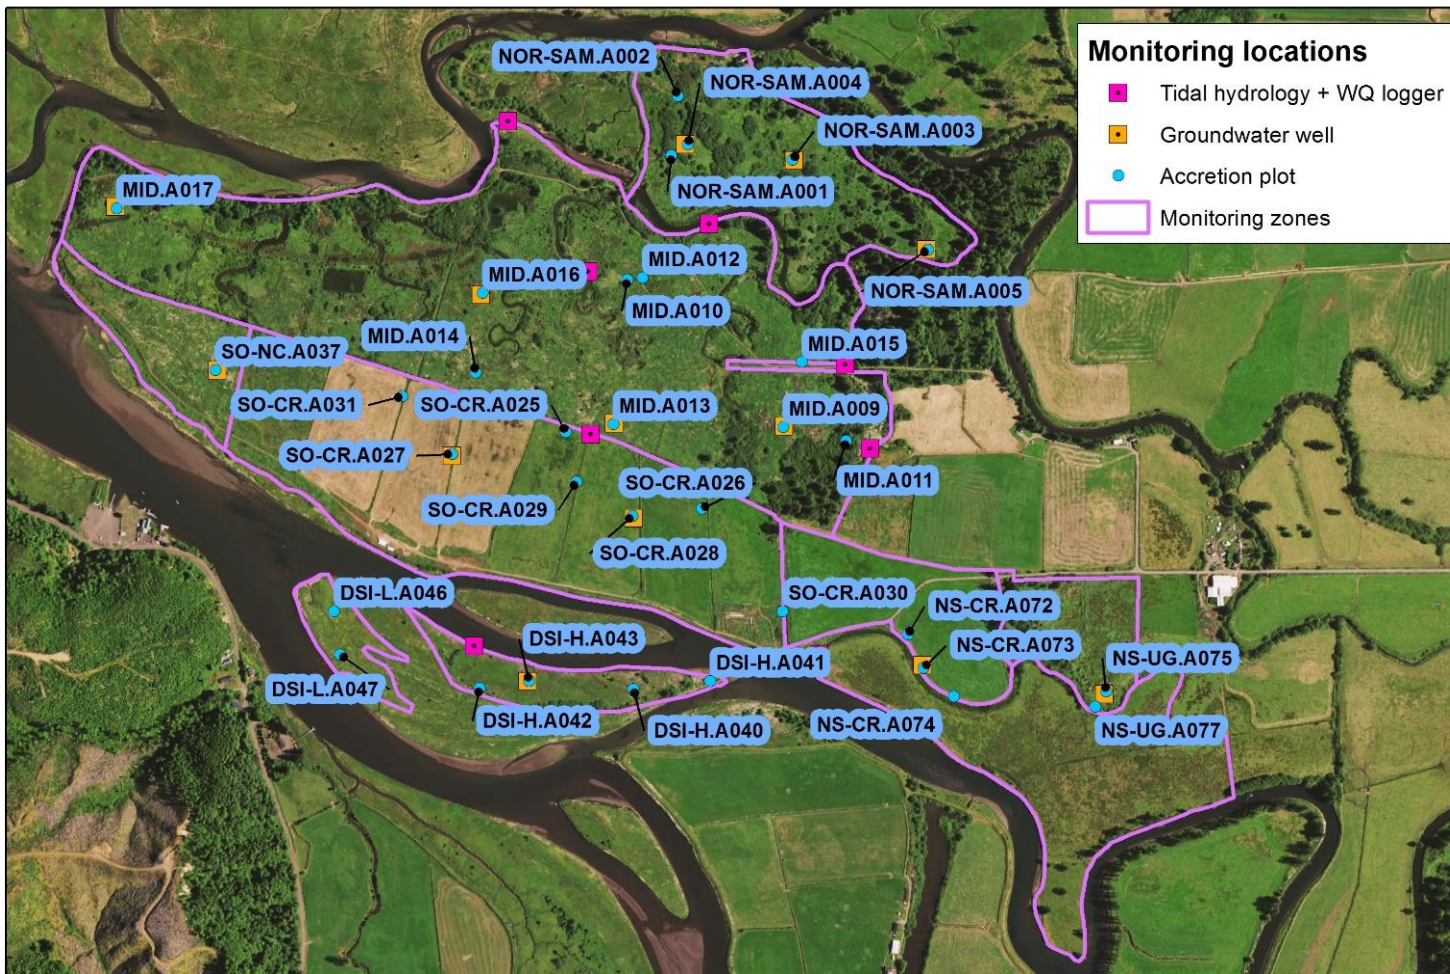 Monitoring locations
Tidal hydrology + WQ logger
Groundwater well
Accretion plot
Monitoring zones
NOR-SAM.A002
NOR-SAM.A004
NOR-SAM.A003
NOR-SAM.A001
MID.A017
MID.A016
MID.A012
MID.A010
NOR-SAM.A005
MID.A014
MID.A015
SO-NC.A037
SO-CR.A031
SO-CR.A025
MID.A013
MID.A009
SO-CR.A027
MID.A011
SO-CR.A026
SO-CR.A029
SO-CR.A028
DSI-L.A046
SO-CR.A030
NS-CR.A072
DSI-H.A043
NS-CR.A073
NS-UG.A075
DSI-H.A041
DSI-L.A047
DSI-H.A042
DSI-H.A040
NS-CR.A074
NS-UG.A077